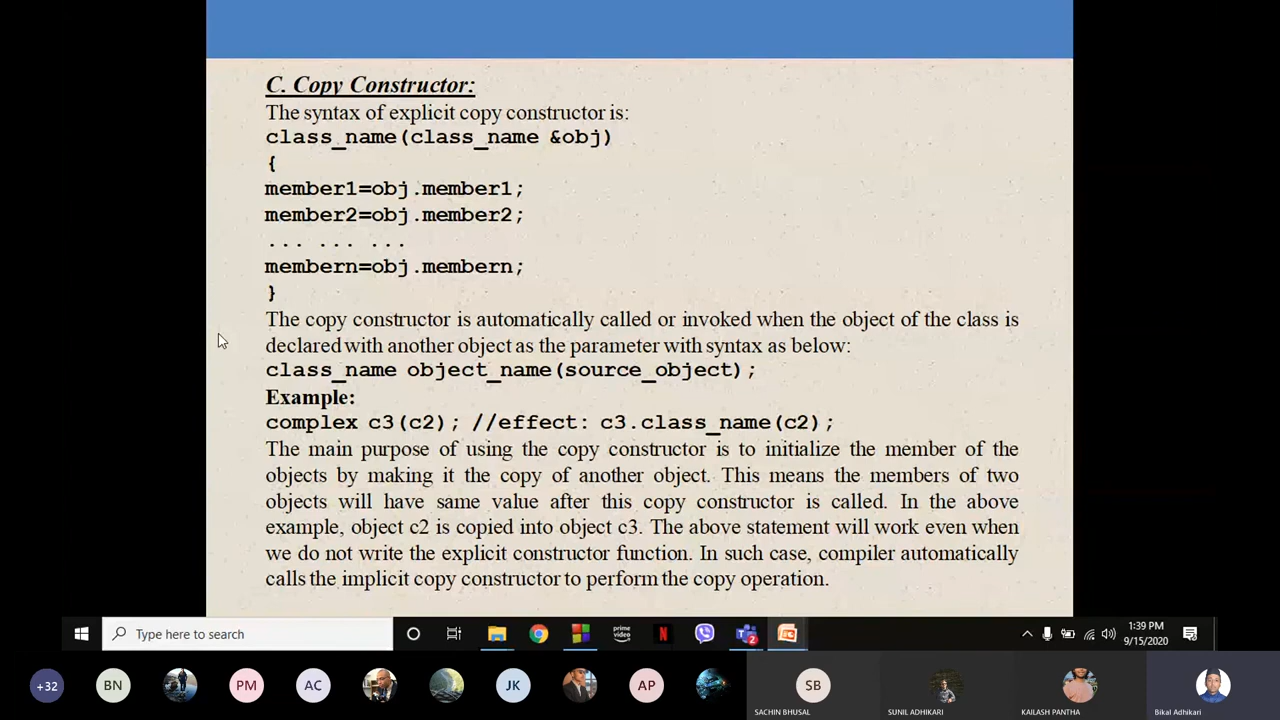 C. Copy Constructor:
The syntax of explicit copy constructor is:
class_name(class_name &obj)
{
member1=obj.member1;
member2=obj.member2;
... ... ...
membern=obj.membern;
}
The copy constructor is automatically called or invoked when the object of the class is
declared with another object as the parameter with syntax as below:
class_name object_name(source_object);
Example:
complex c3(c2); //effect: c3.class_name(c2);
The main purpose of using the copy constructor is to initialize the member of the
objects by making it the copy of another object. This means the members of two
objects will have same value after this copy constructor is called. In the above
example, object c2 is copied into object c3. The above statement will work even when
we do not write the explicit constructor function. In such case, compiler automatically
calls the implicit copy constructor to perform the copy operation.
Type here to search
prime video
N
2
1:39 PM
9/15/2020
+32
BN
PM
AC
JK
AP
SB
SACHIN BHUSAL
SUNIL ADHIKARI
KAILASH PANTHA
Bikal Adhikari